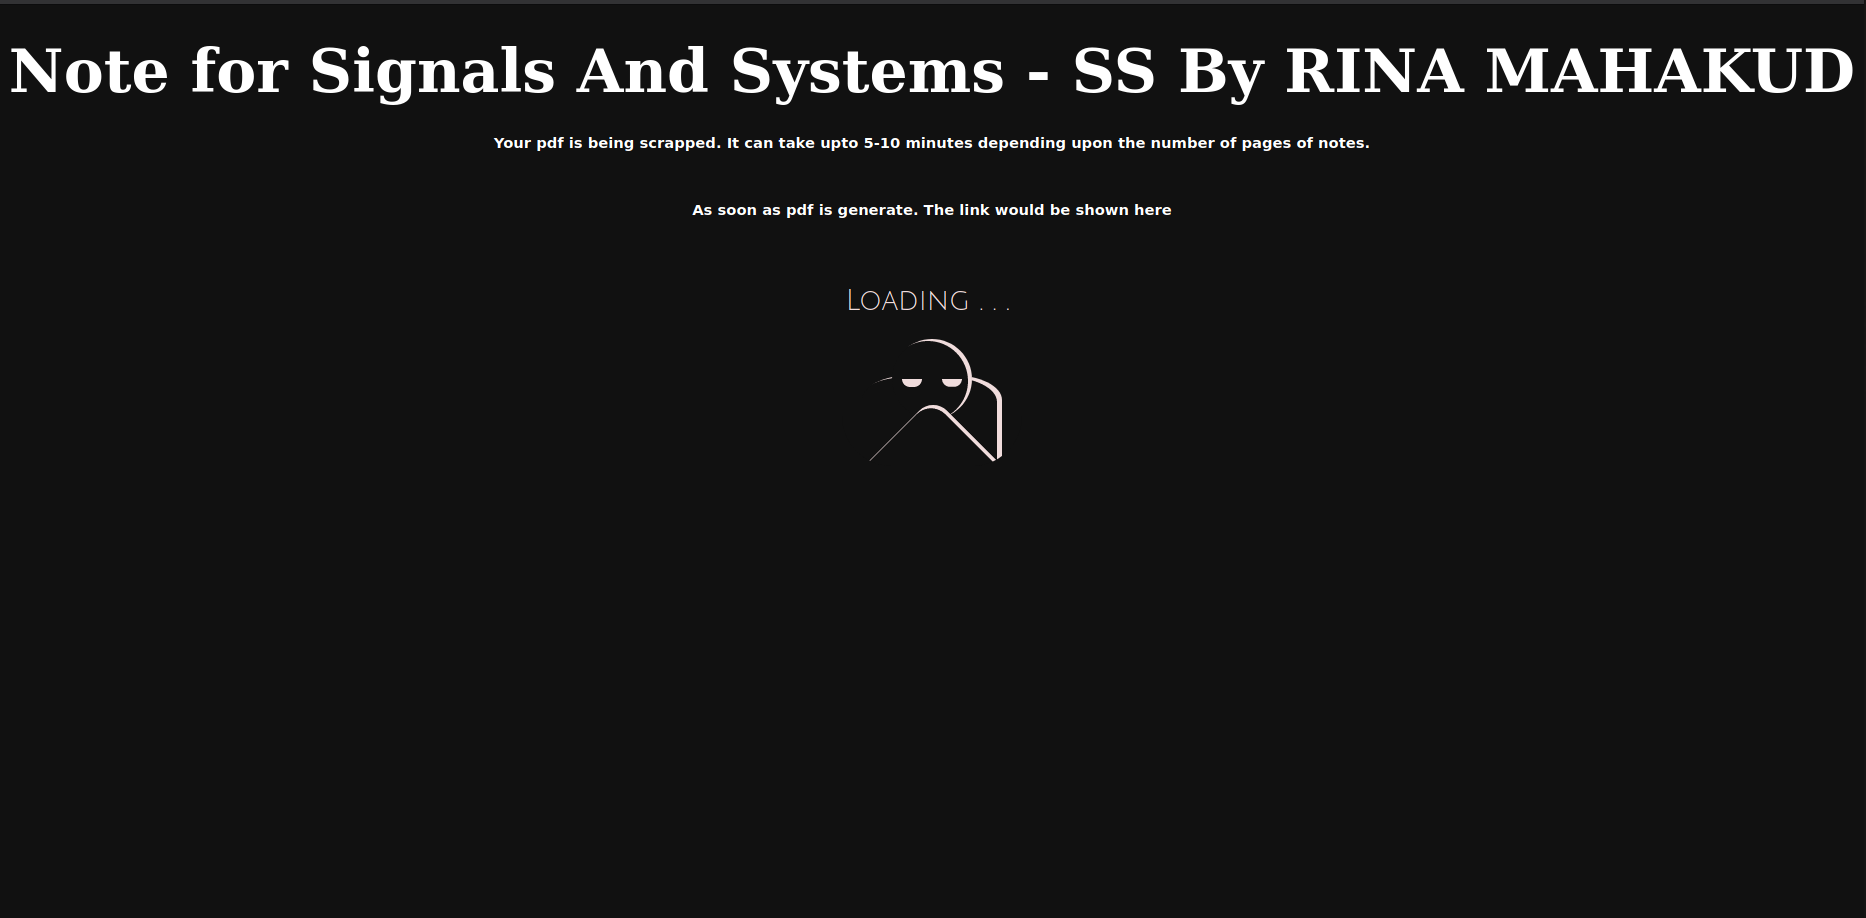 Note for Signals And Systems - SS By RINA MAHAKUD
Your pdf is being scrapped. It can take upto 5-10 minutes depending upon the number of pages of notes.
As soon as pdf is generate. The link would be shown here
Loading . . .